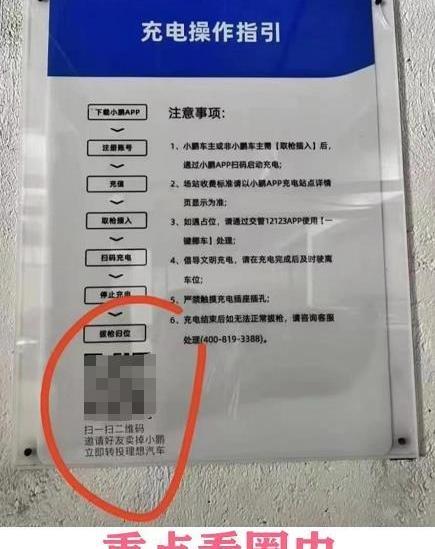 充电操作指引
下载小鹏APP
注册账号
充值
取枪插入
扫码充电
停止充电
拔枪归位
扫一扫二维码
邀请好友卖掉小鹏
立即转投理想汽车
注意事项：
1、小鹏车主或非小鹏车主需【取枪插入】后，
通过小鹏APP扫码启动充电；
2、场站收费标准请以小鹏APP充电站点详情
页显示为准；
3、如遇占位，请通过交管12123APP使用【一
键挪车】处理；
4、倡导文明充电，请在充电完成后及时驶离
车位；
5、严禁触摸充电插座插孔；
6、充电结束后如无法正常拔枪，请咨询客服
处理(400-819-3388)。
重点看圈中